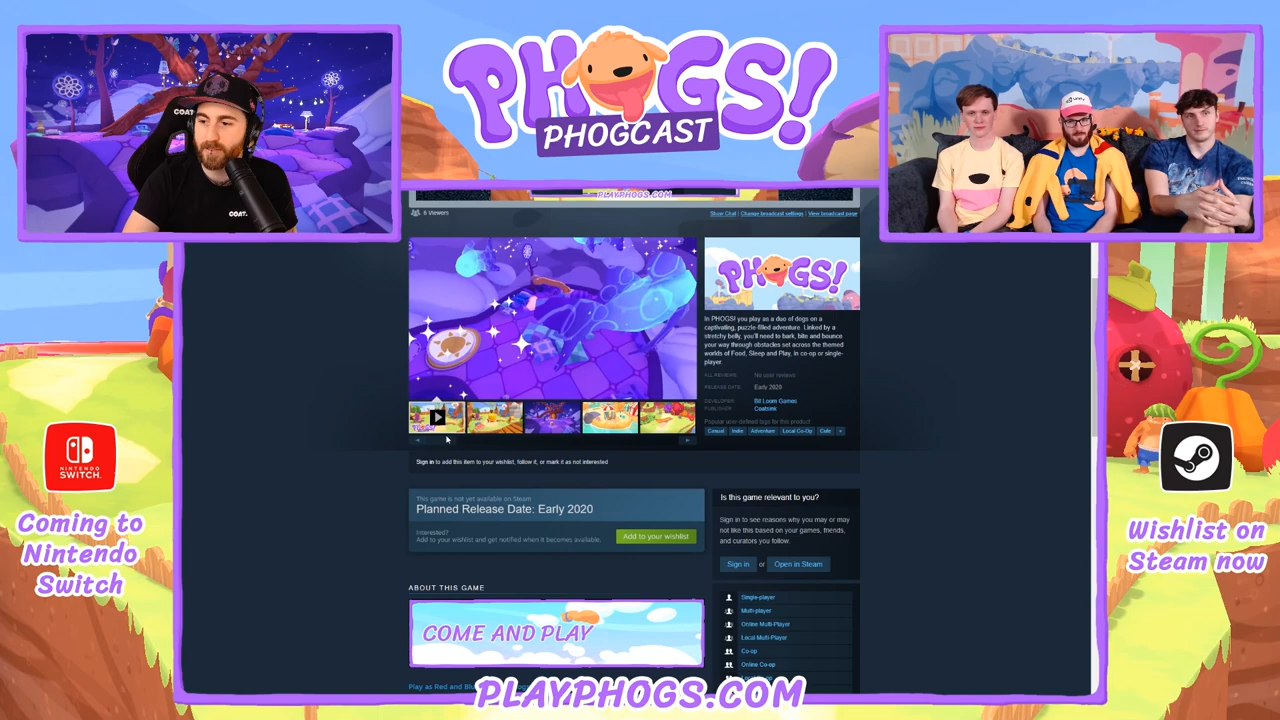 PHOGS!
PHOGCAST
COAT.
COAT.
unity
PLAYPHOGS.COM
6 Viewers
Show Chat | Change broadcast settings | View broadcast page
PHOGS!
In PHOGS! you play as a duo of dogs on a
captivating, puzzle-filled adventure. Linked by a
stretchy belly, you'll need to bark, bite and bounce
your way through obstacles set across the themed
worlds of Food, Sleep and Play, in co-op or single-
player.
ALL REVIEWS: No user reviews
RELEASE DATE: Early 2020
DEVELOPER: Bit Loom Games
PUBLISHER: Coatsink
Popular user-defined tags for this product:
Casual Indie Adventure Local Co-Op Cute +
Sign in to add this item to your wishlist, follow it, or mark it as not interested
This game is not yet available on Steam
Planned Release Date: Early 2020
Interested?
Add to your wishlist and get notified when it becomes available.
Add to your wishlist
Is this game relevant to you?
Sign in to see reasons why you may or may
not like this based on your games, friends,
and curators you follow.
Sign in or Open in Steam
ABOUT THIS GAME
COME AND PLAY
Play as Red and
Single-player
Multi-player
Online Multi-Player
Local Multi-Player
Co-op
Online Co-op
NINTENDO
SWITCH
Coming to
Nintendo
Switch
Wishlist on
Steam now
PLAYPHOGS.COM